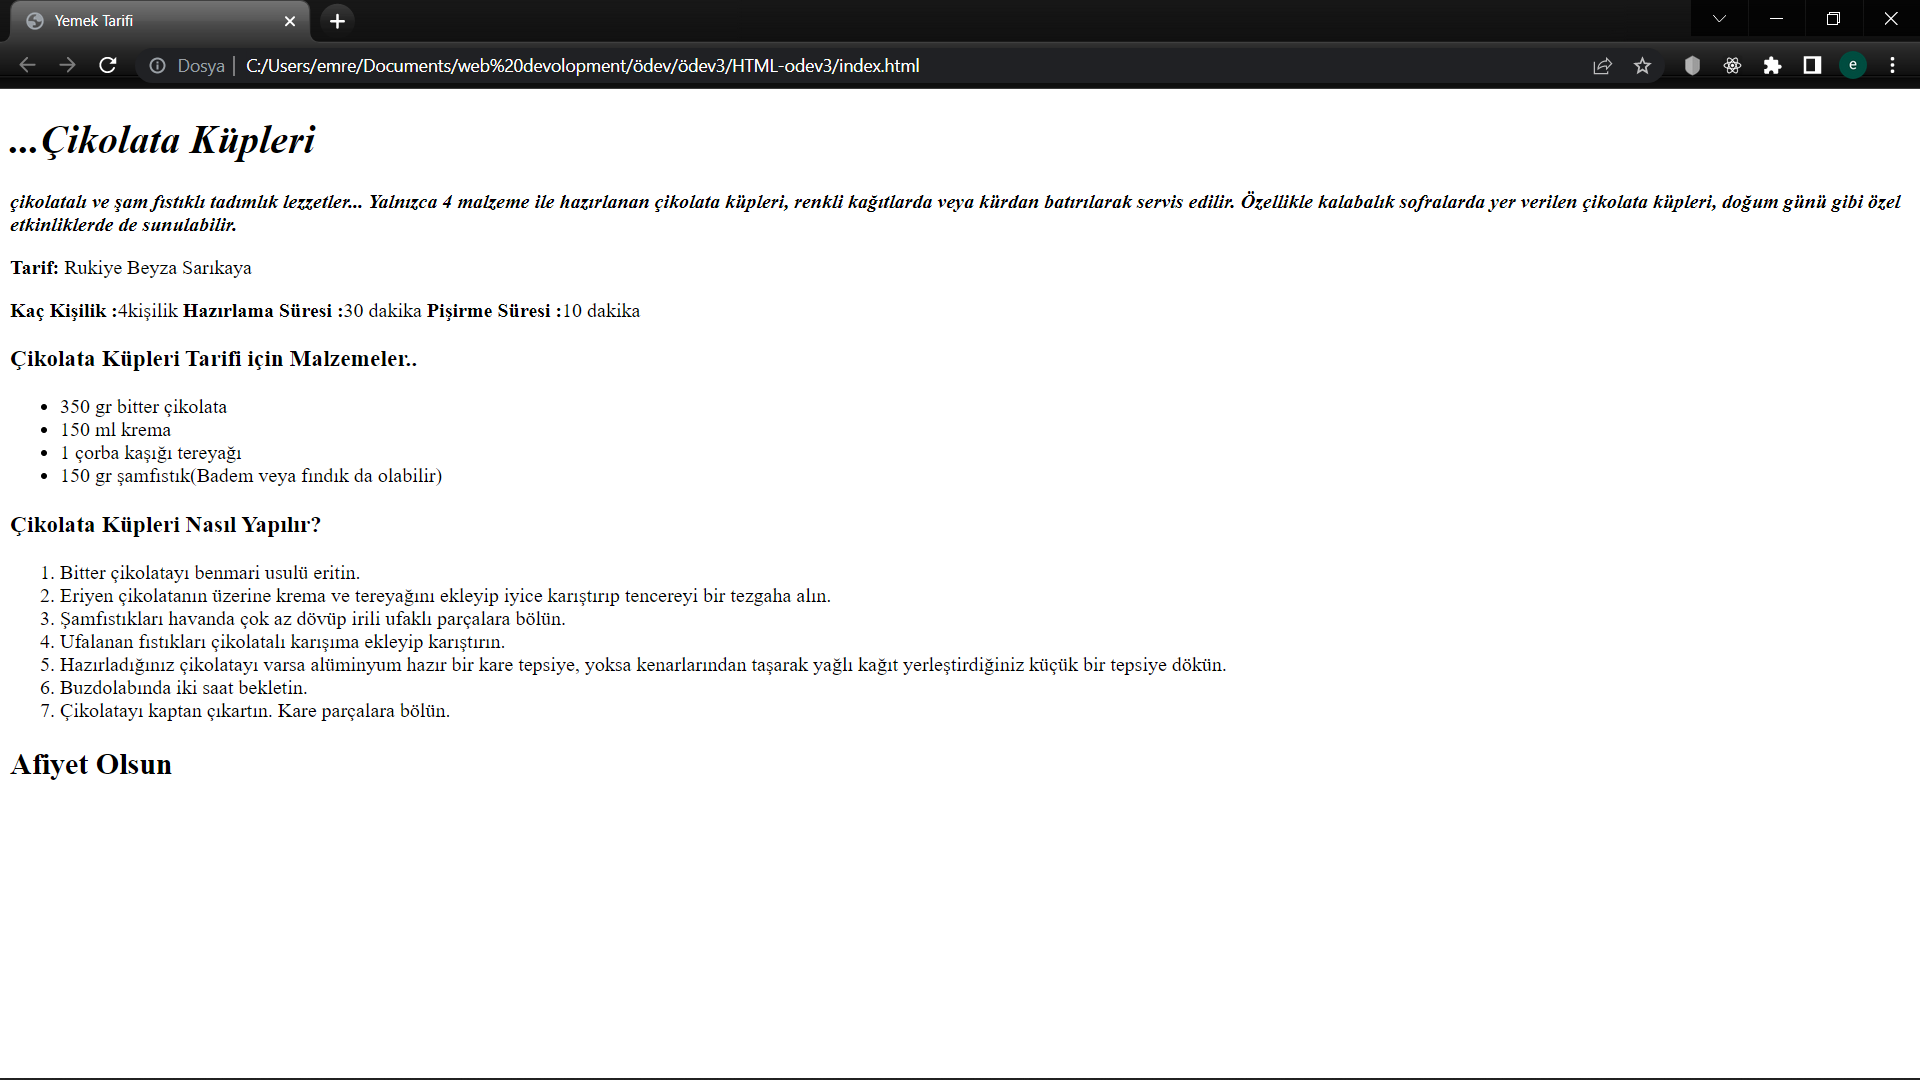 Yemek Tarifi
Dosya | C:/Users/emre/Documents/web%20devolopment/ödev/ödev3/HTML-odev3/index.html
e
...Çikolata Küpleri
çikolatalı ve şam fıstıklı tadımlık lezzetler... Yalnızca 4 malzeme ile hazırlanan çikolata küpleri, renkli kağıtlarda veya kürdan batırılarak servis edilir. Özellikle kalabalık sofralarda yer verilen çikolata küpleri, doğum günü gibi özel
etkinliklerde de sunulabilir.
Tarif: Rukiye Beyza Sarıkaya
Kaç Kişilik :4kişilik Hazırlama Süresi :30 dakika Pişirme Süresi :10 dakika
Çikolata Küpleri Tarifi için Malzemeler..
• 350 gr bitter çikolata
• 150 ml krema
• 1 çorba kaşığı tereyağı
• 150 gr şamfıstık(Badem veya fındık da olabilir)
Çikolata Küpleri Nasıl Yapılır?
1. Bitter çikolatayı benmari usulü eritin.
2. Eriyen çikolatanın üzerine krema ve tereyağını ekleyip iyice karıştırıp tencereyi bir tezgaha alın.
3. Şamfıstıkları havanda çok az dövüp irili ufaklı parçalara bölün.
4. Ufalanan fıstıkları çikolatalı karışıma ekleyip karıştırın.
5. Hazırladığınız çikolatayı varsa alüminyum hazır bir kare tepsiye, yoksa kenarlarından taşarak yağlı kağıt yerleştirdiğiniz küçük bir tepsiye dökün.
6. Buzdolabında iki saat bekletin.
7. Çikolatayı kaptan çıkartın. Kare parçalara bölün.
Afiyet Olsun